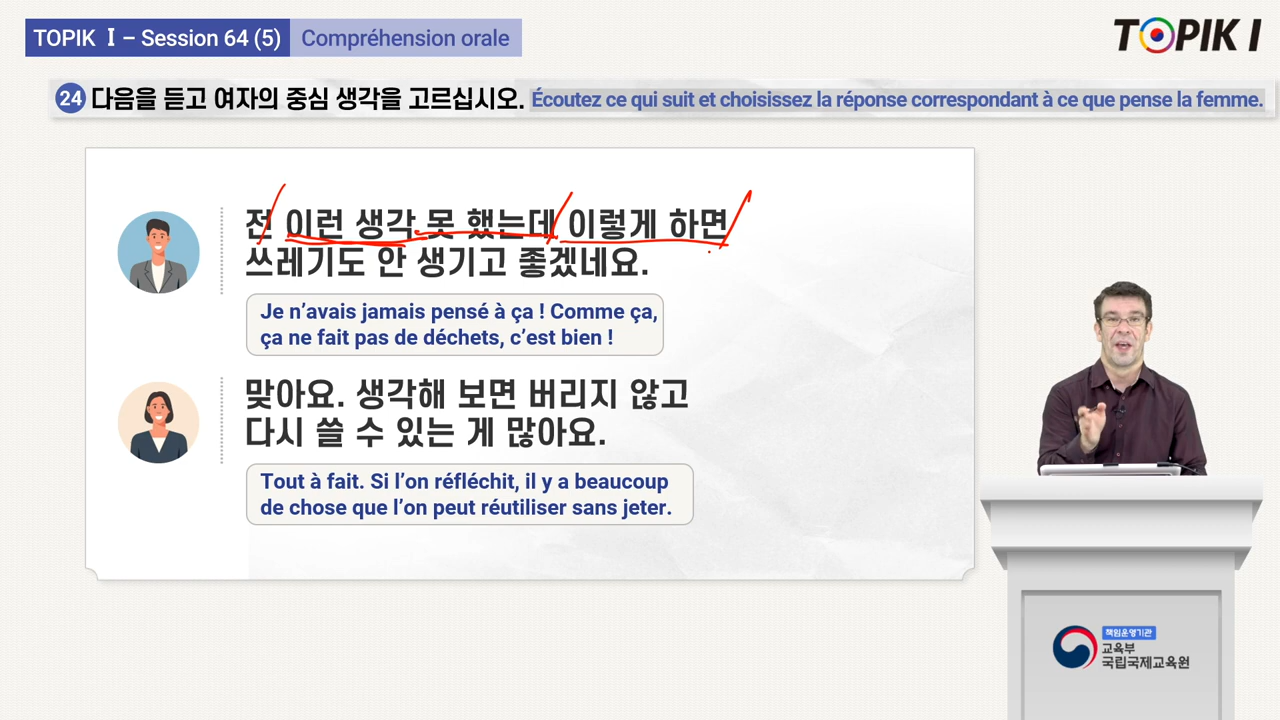 TOPIK Ⅰ – Session 64 (5) Compréhension orale
TOPIK I
24 다음을 듣고 여자의 중심 생각을 고르십시오. Écoutez ce qui suit et choisissez la réponse correspondant à ce que pense la femme.
전 이런 생각 못 했는데 이렇게 하면
쓰레기도 안 생기고 좋겠네요.
Je n’avais jamais pensé à ça ! Comme ça,
ça ne fait pas de déchets, c’est bien !
맞아요. 생각해 보면 버리지 않고
다시 쓸 수 있는 게 많아요.
Tout à fait. Si l’on réfléchit, il y a beaucoup
de chose que l’on peut réutiliser sans jeter.
책임운영기관
교육부
국립국제교육원